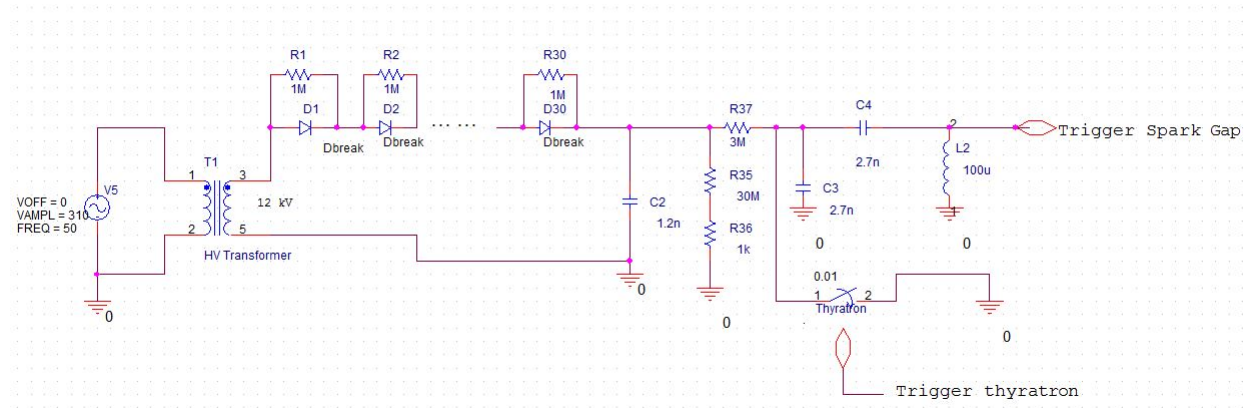 R1
1M
D1
Dbreak
R2
1M
D2
Dbreak
... ...
R30
1M
D30
Dbreak
R37
3M
C4
2.7n
2
Trigger Spark Gap
L2
100u
1
0
T1
1
3
12 kV
2
5
HV Transformer
V5
VOFF = 0
VAMPL = 310
FREQ = 50
0
C2
1.2n
0
R35
30M
R36
1k
0
C3
2.7n
0
0.01
1
2
Thyratron
0
Trigger thyratron